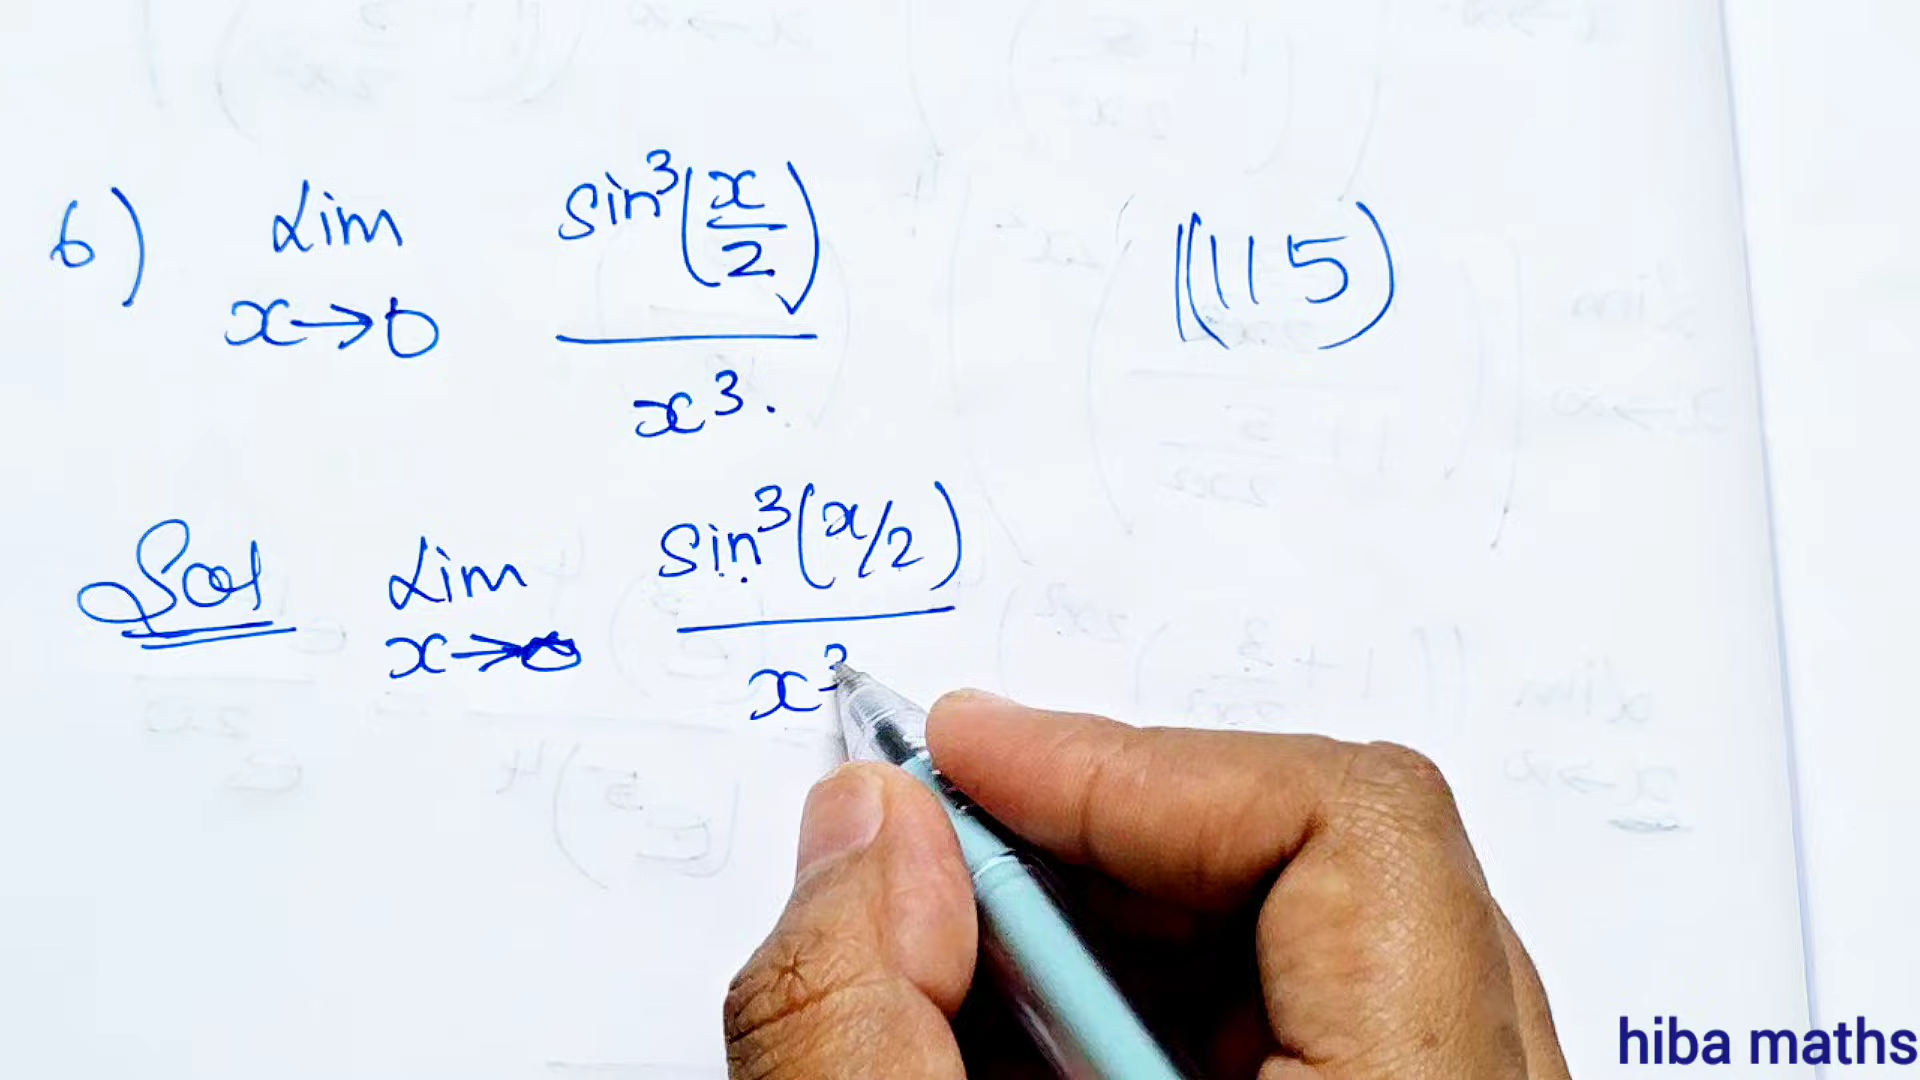 6) Lim x→0 sin³(x/2) / x³. (115)
Sol Lim x→0 sin³(x/2) / x³
hiba maths